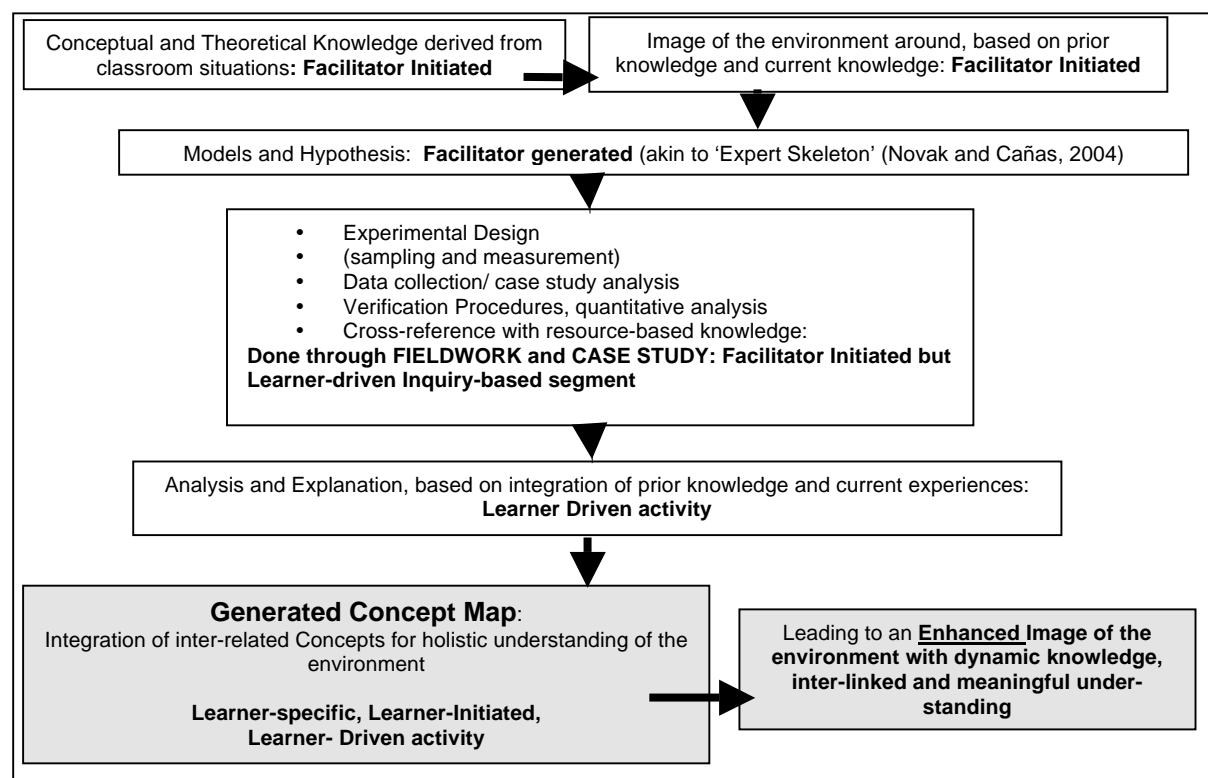 Conceptual and Theoretical Knowledge derived from
classroom situations: Facilitator Initiated
Image of the environment around, based on prior
knowledge and current knowledge: Facilitator Initiated
Models and Hypothesis:  Facilitator generated (akin to ‘Expert Skeleton’ (Novak and Cañas, 2004)
• Experimental Design
• (sampling and measurement)
• Data collection/ case study analysis
• Verification Procedures, quantitative analysis
• Cross-reference with resource-based knowledge:
Done through FIELDWORK and CASE STUDY: Facilitator Initiated but
Learner-driven Inquiry-based segment
Analysis and Explanation, based on integration of prior knowledge and current experiences:
Learner Driven activity
Generated Concept Map:
Integration of inter-related Concepts for holistic understanding of the
environment
Learner-specific, Learner-Initiated,
Learner- Driven activity
Leading to an Enhanced Image of the
environment with dynamic knowledge,
inter-linked and meaningful under-
standing